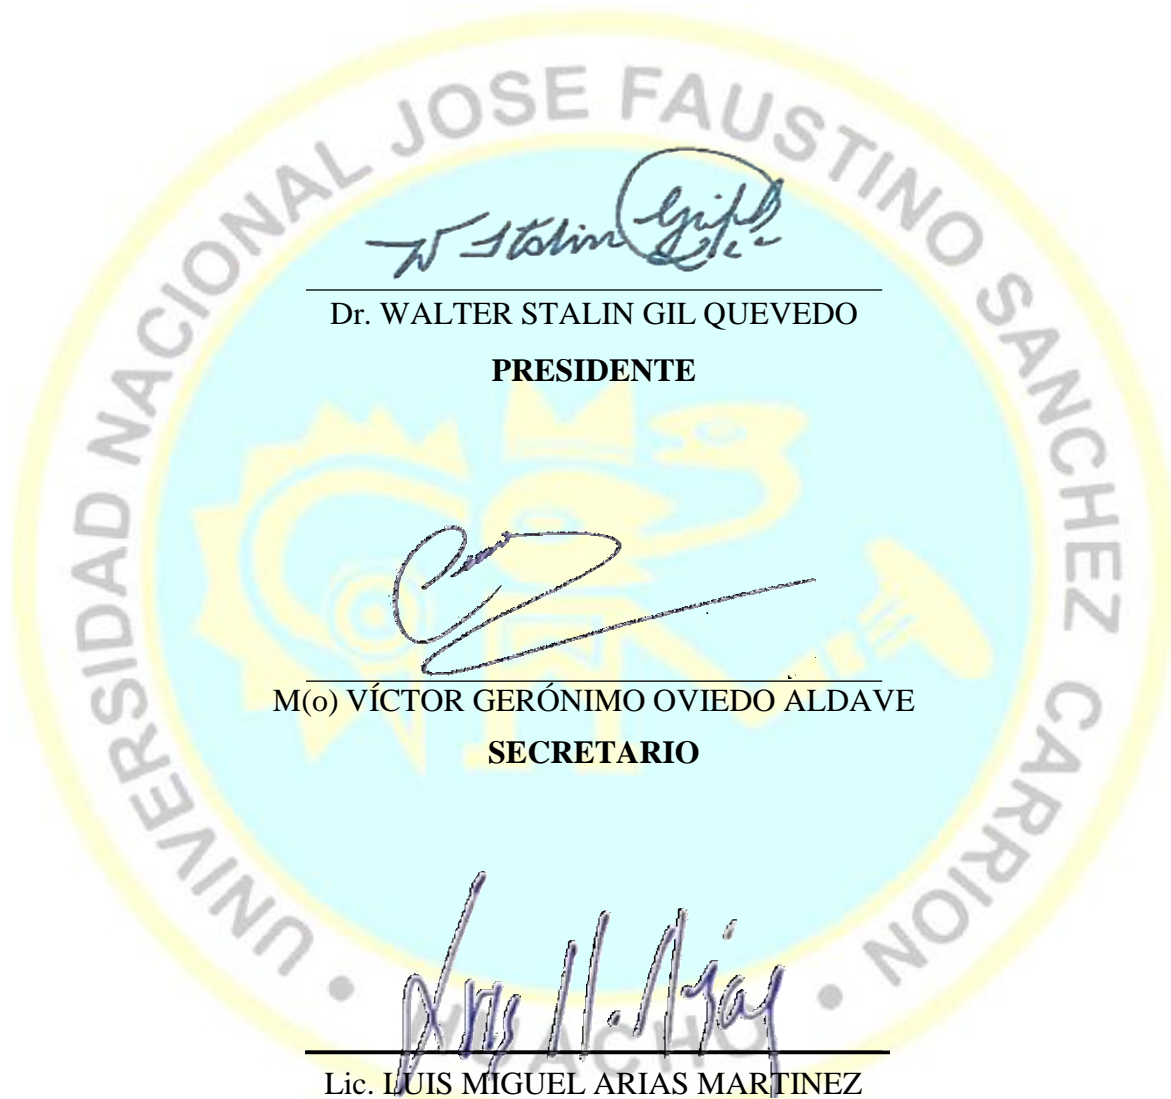 UNIVERSIDAD NACIONAL JOSE FAUSTINO SANCHEZ CARRION
W Stalin Gil
Dr. WALTER STALIN GIL QUEVEDO
PRESIDENTE
M(o) VÍCTOR GERÓNIMO OVIEDO ALDAVE
SECRETARIO
HUACHO
Lic. LUIS MIGUEL ARIAS MARTINEZ